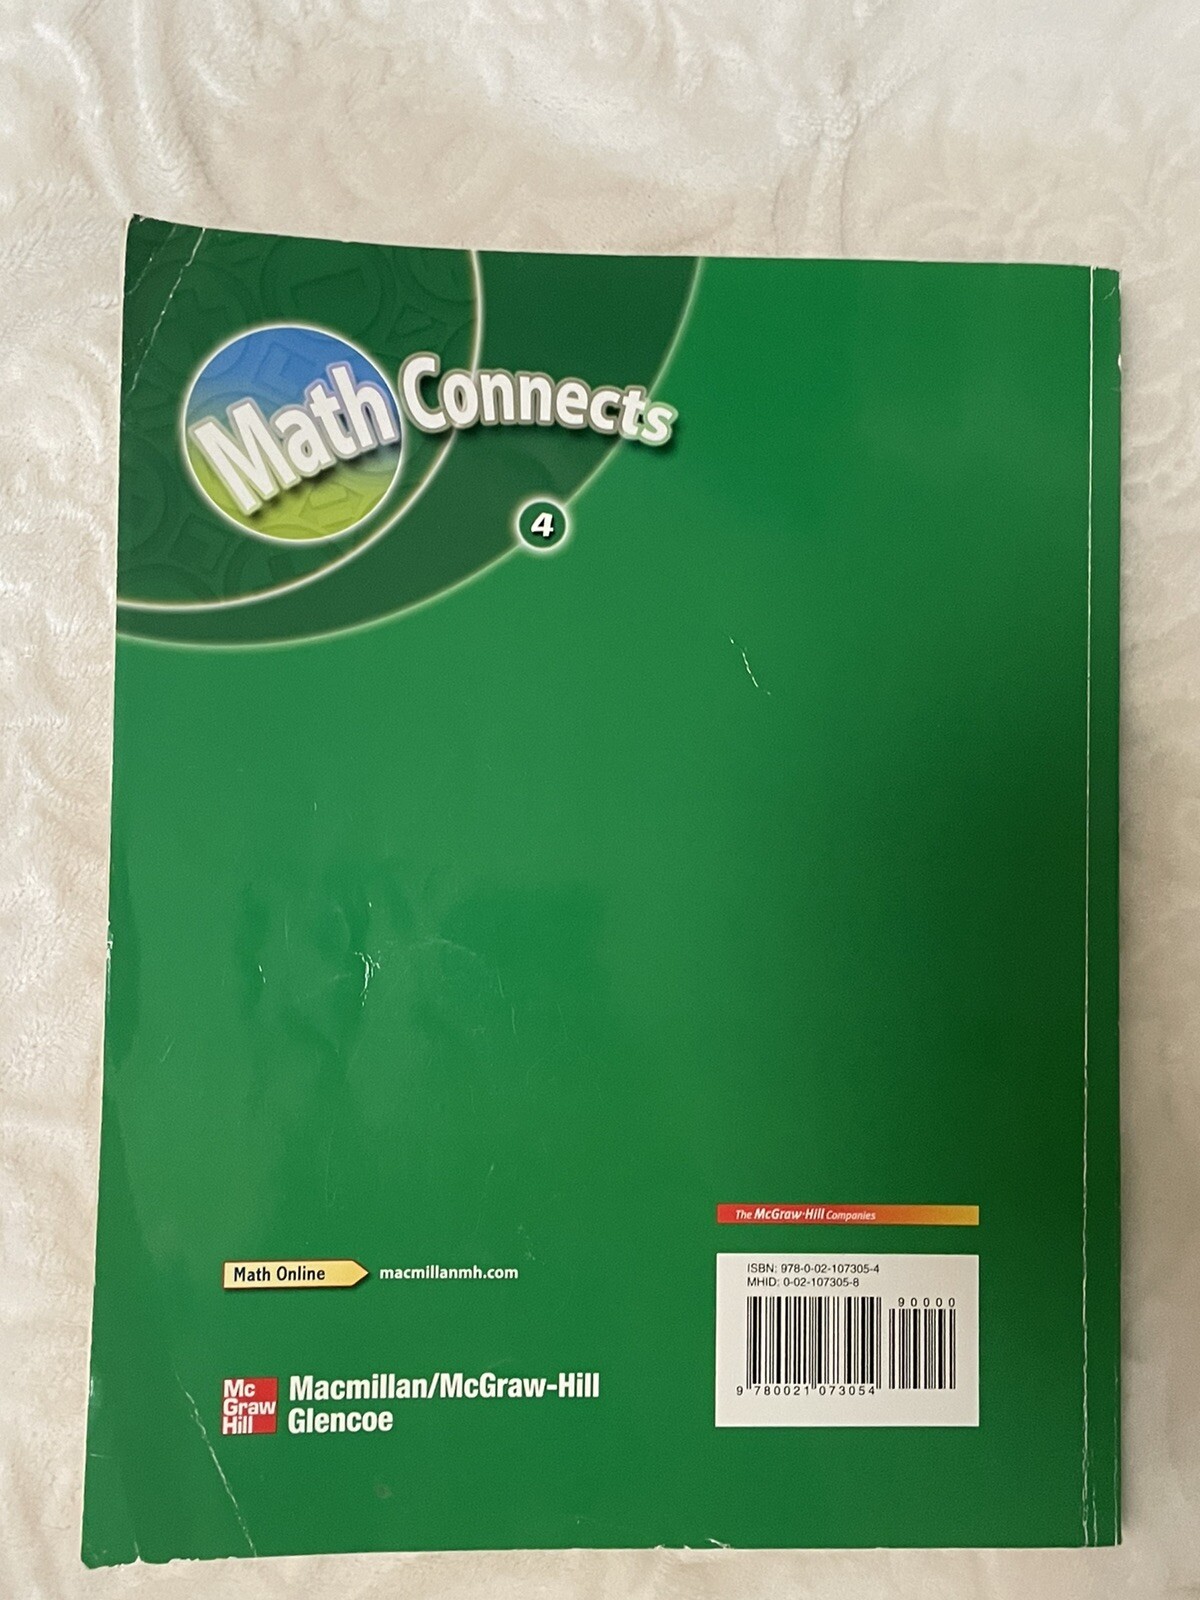 Math Connects
4
The McGraw·Hill Companies
Math Online
macmillanmh.com
ISBN: 978-0-02-107305-4
MHID: 0-02-107305-8
90000
9 780021 073054
Mc
Graw
Hill
Macmillan/McGraw-Hill
Glencoe